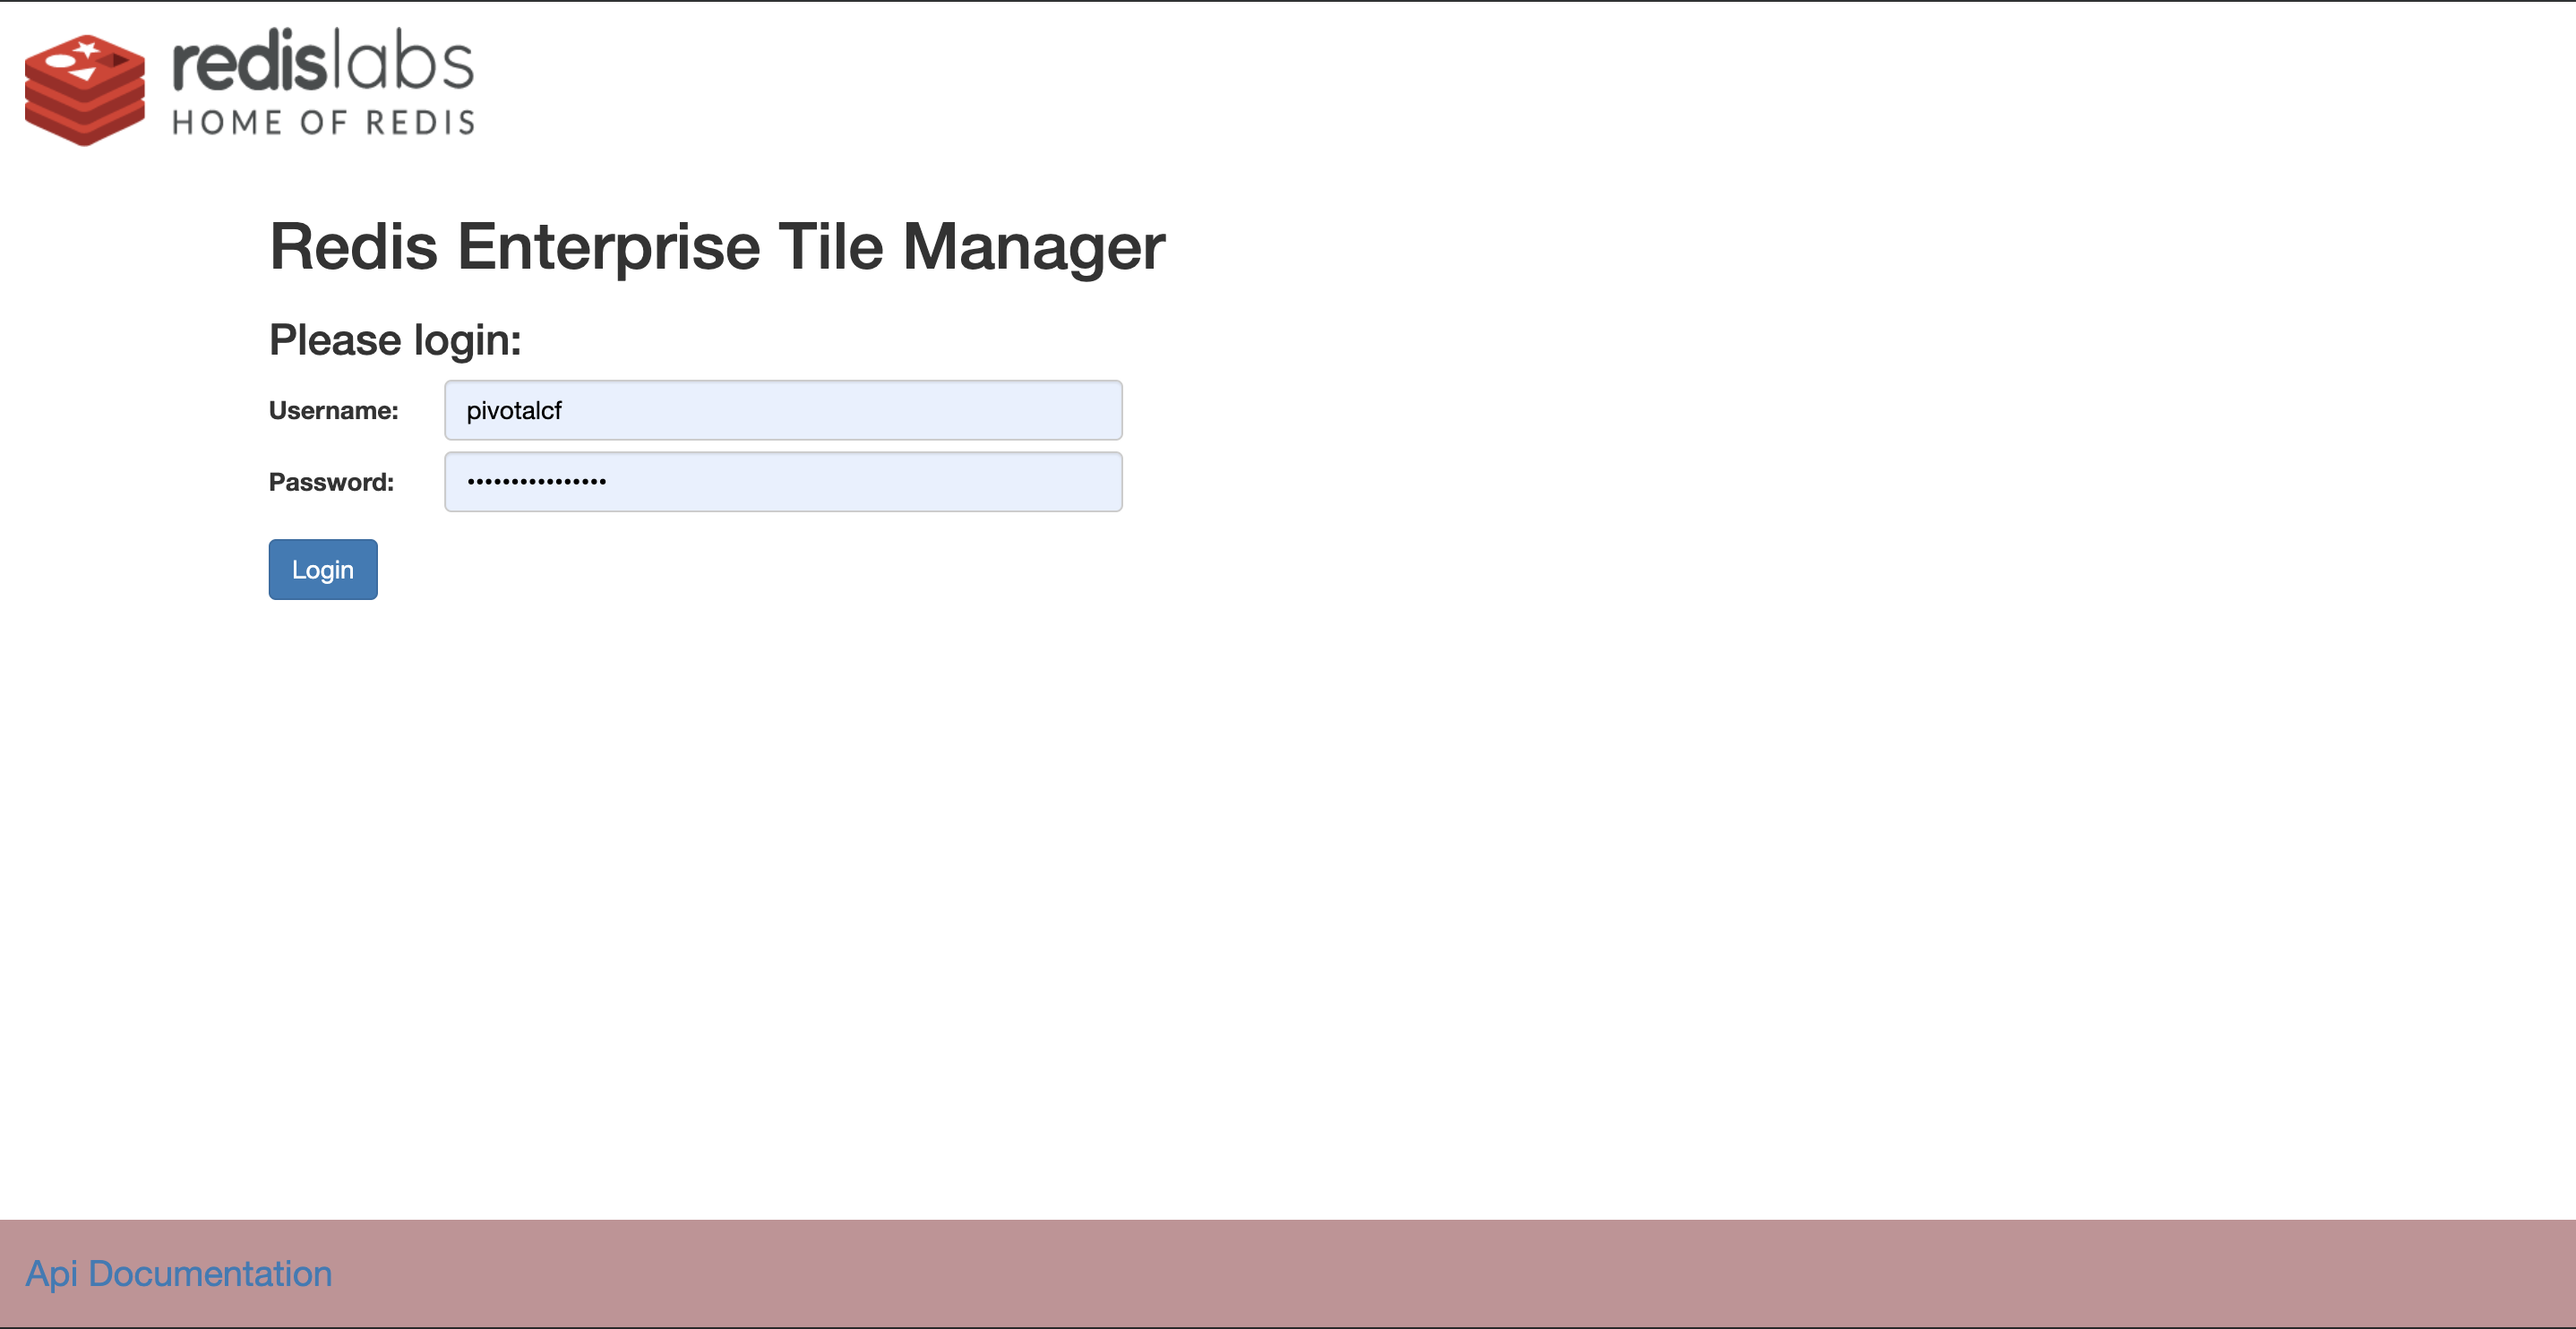 redislabs
HOME OF REDIS
Redis Enterprise Tile Manager
Please login:
Username: pivotalcf
Password: ••••••••••••••••
Login
Api Documentation